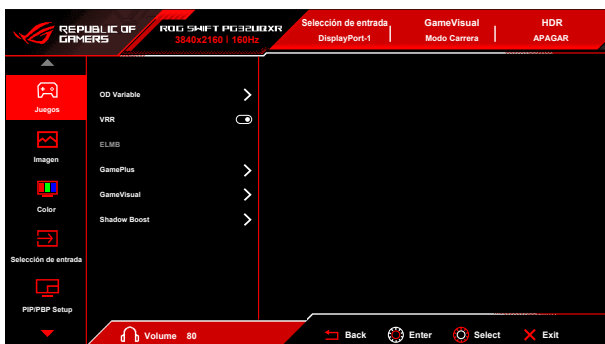 REPUBLIC OF
GAMERS
ROG SWIFT PG32UQXR
3840x2160 | 160Hz
Selección de entrada
DisplayPort-1
GameVisual
Modo Carrera
HDR
APAGAR
Juegos
Imagen
Color
Selección de entrada
PIP/PBP Setup
OD Variable
VRR
ELMB
GamePlus
GameVisual
Shadow Boost
Volume 80
Back
Enter
Select
Exit